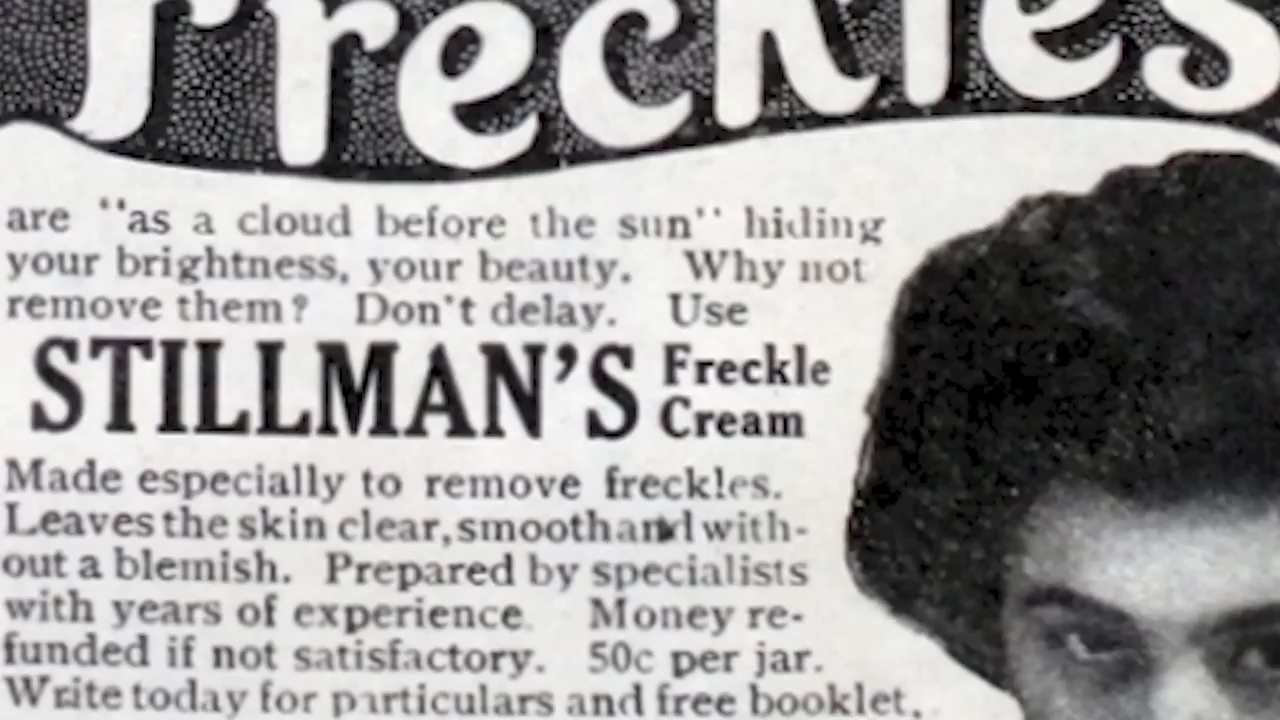 Freckles
are "as a cloud before the sun" hiding
your brightness, your beauty. Why not
remove them? Don't delay. Use
STILLMAN'S Freckle
Cream
Made especially to remove freckles.
Leaves the skin clear, smooth and with-
out a blemish. Prepared by specialists
with years of experience. Money re-
funded if not satisfactory. 50c per jar.
Write today for particulars and free booklet,